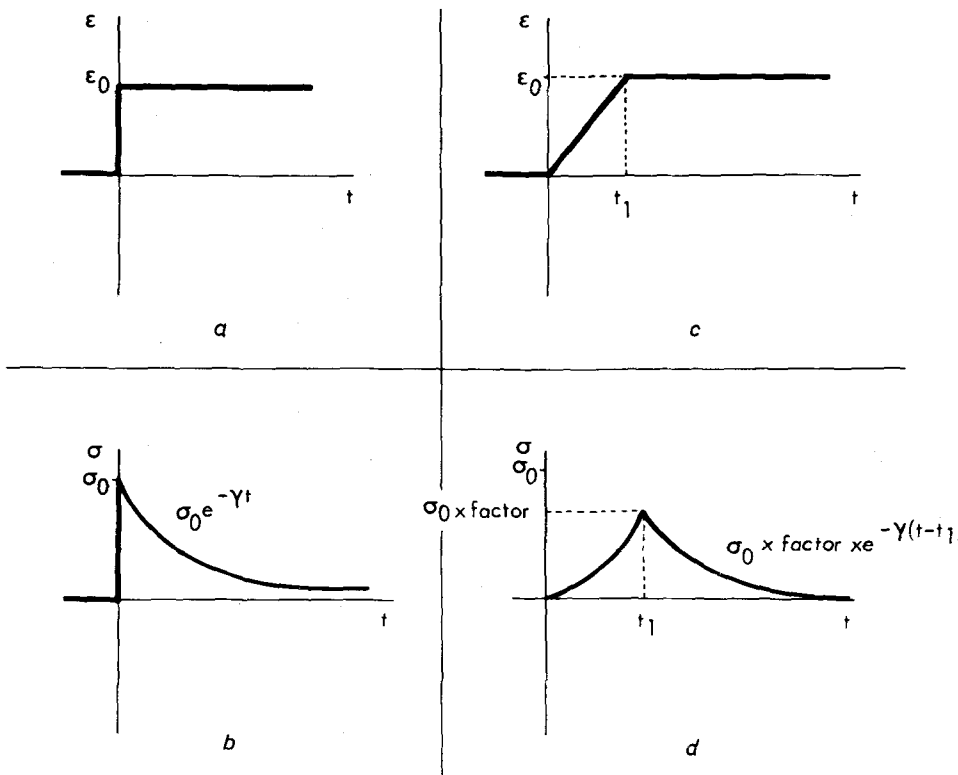 ε
ε₀
t
a
ε
ε₀
t₁
t
c
σ
σ₀
σ₀e^-γt
t
b
σ
σ₀
σ₀ x factor
σ₀ x factor xe^-γ(t-t₁
t₁
t
d